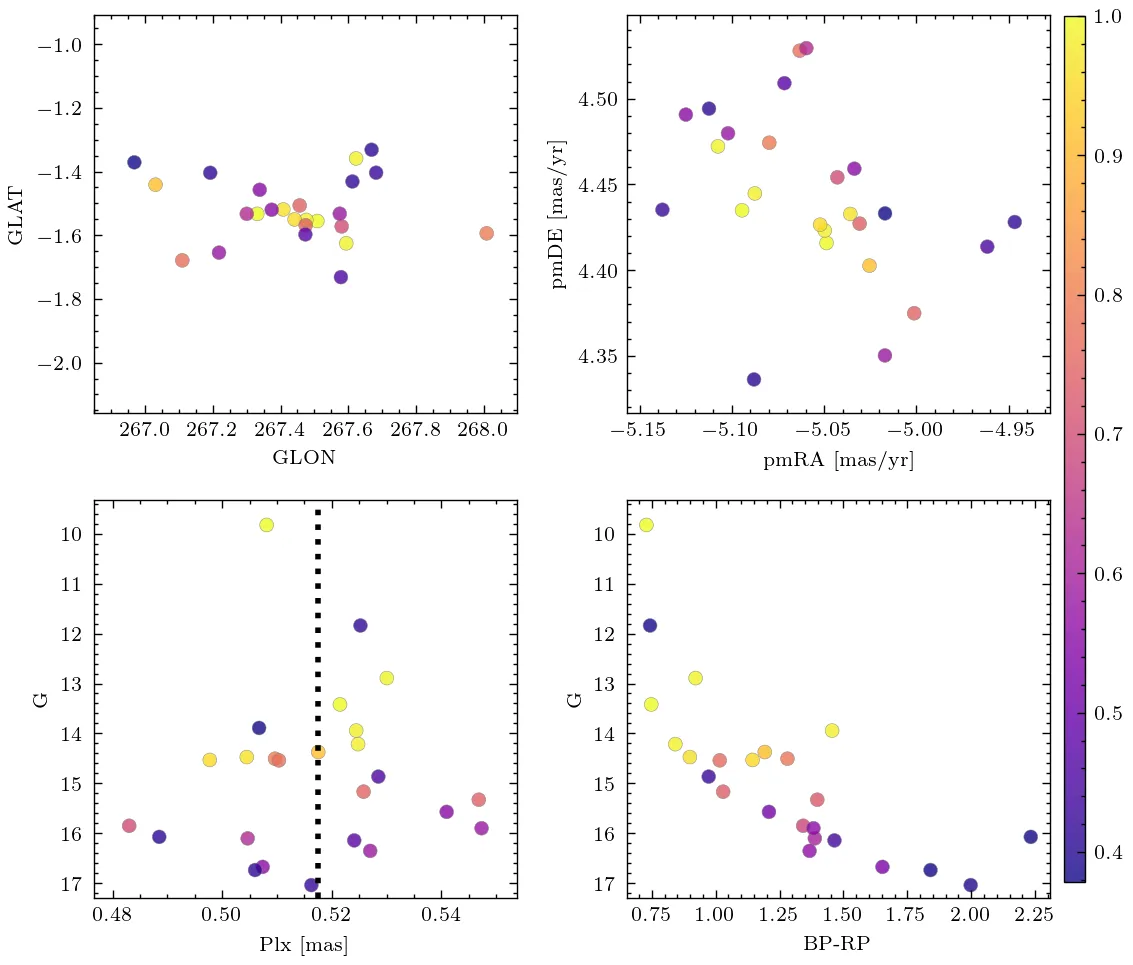 −1.0
−1.2
−1.4
−1.6
−1.8
−2.0
GLAT
267.0 267.2 267.4 267.6 267.8 268.0
GLON
4.50
4.45
4.40
4.35
pmDE [mas/yr]
−5.15 −5.10 −5.05 −5.00 −4.95
pmRA [mas/yr]
1.0
0.9
0.8
0.7
0.6
0.5
0.4
10
11
12
13
14
15
16
17
G
0.48 0.50 0.52 0.54
Plx [mas]
10
11
12
13
14
15
16
17
G
0.75 1.00 1.25 1.50 1.75 2.00 2.25
BP-RP